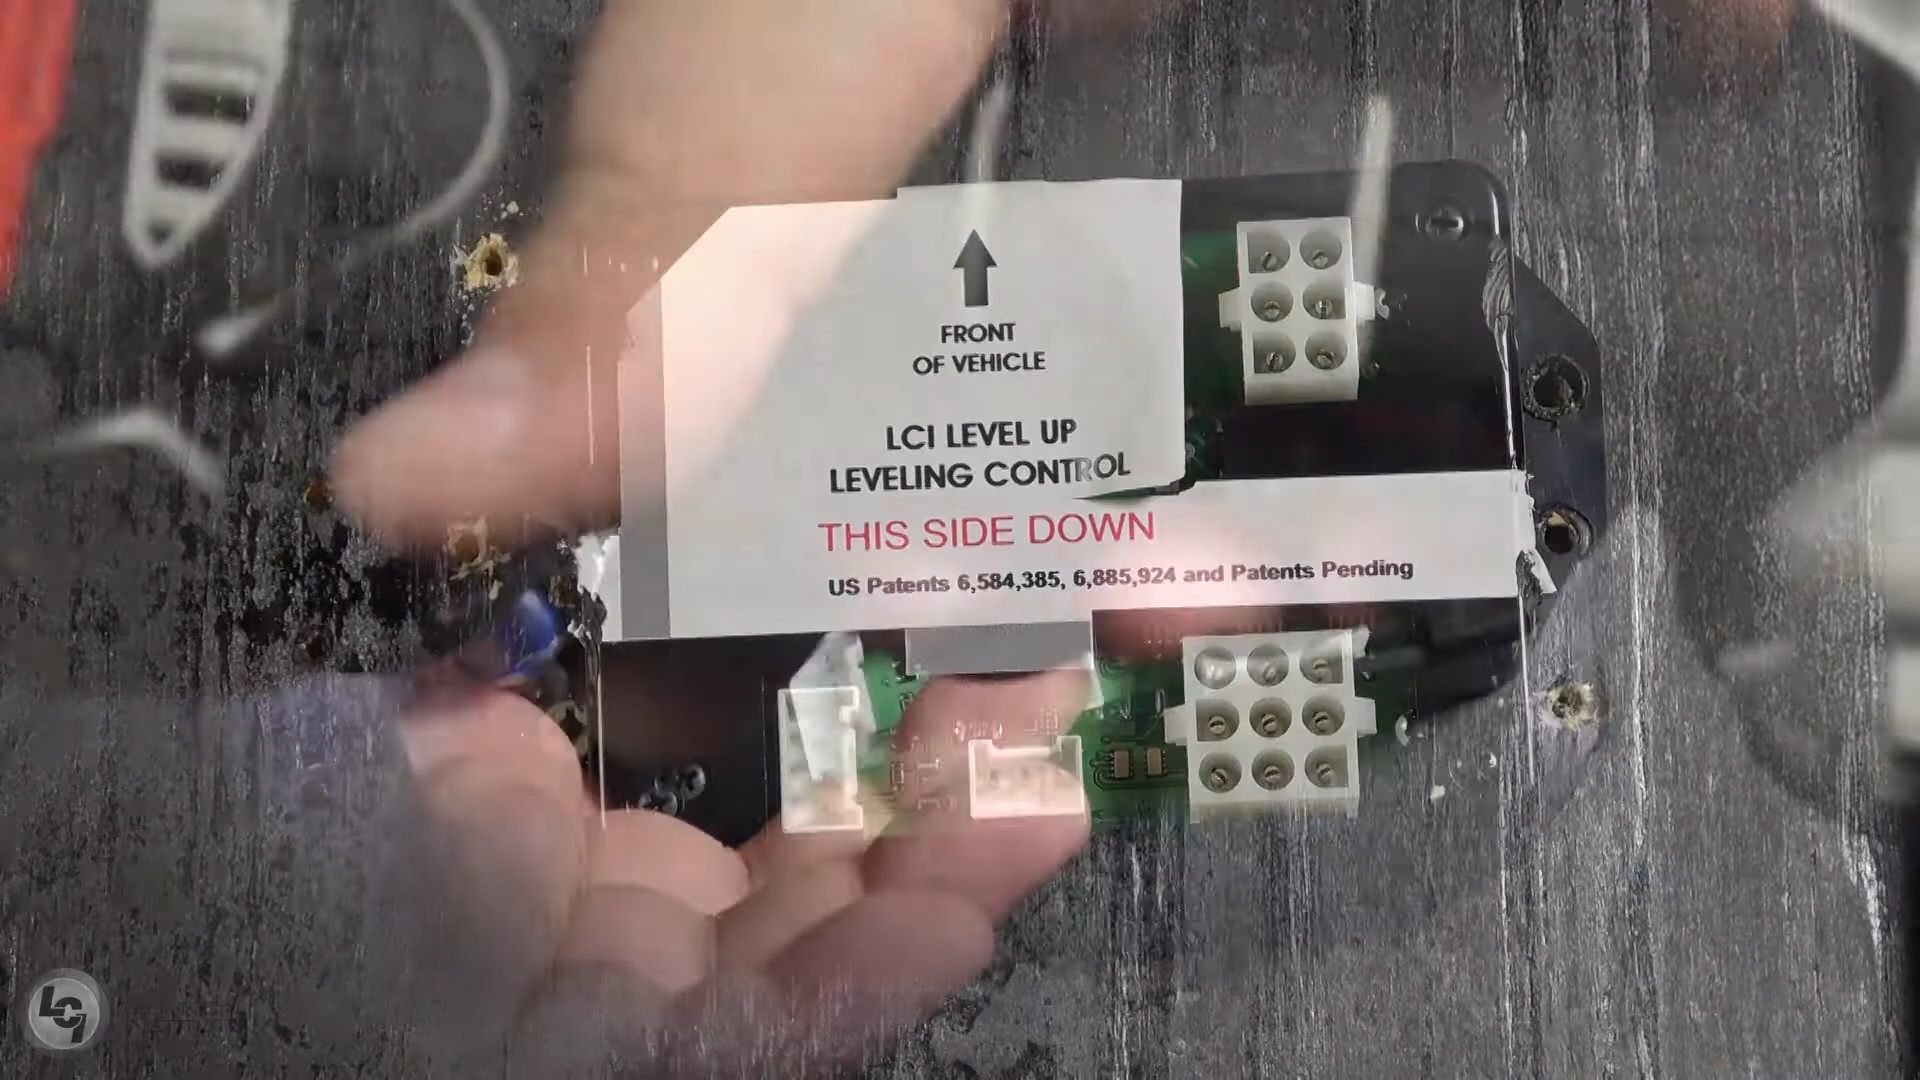 FRONT
OF VEHICLE
LCI LEVEL UP
LEVELING CONTROL
THIS SIDE DOWN
US Patents 6,584,385, 6,885,924 and Patents Pending
LCI